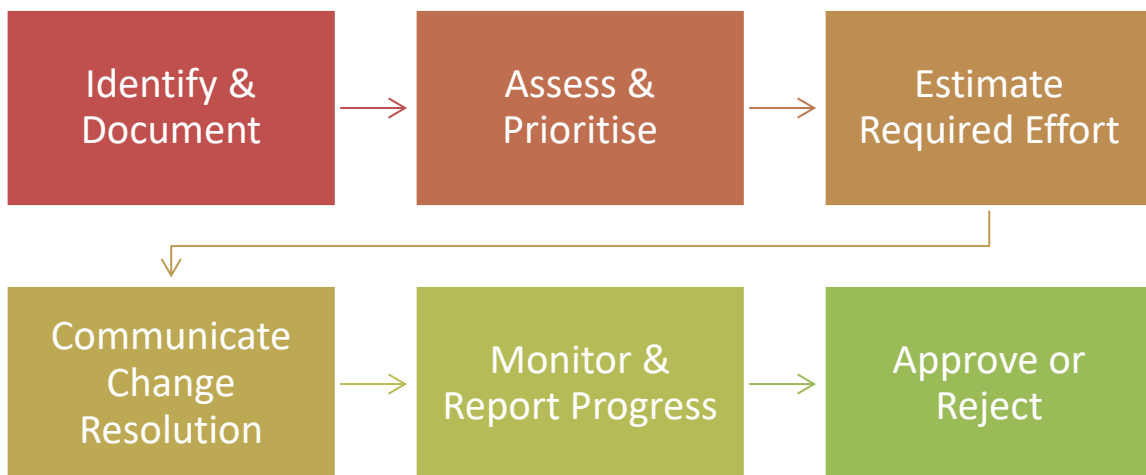 Identify &
Document
Assess &
Prioritise
Estimate
Required Effort
Communicate
Change
Resolution
Monitor &
Report Progress
Approve or
Reject